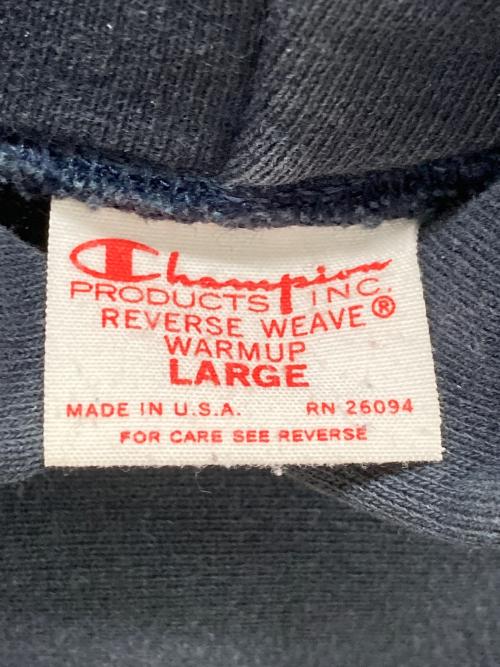 Champion
PRODUCTS INC.
REVERSE WEAVE®
WARMUP
LARGE
MADE IN U.S.A. RN 26094
FOR CARE SEE REVERSE